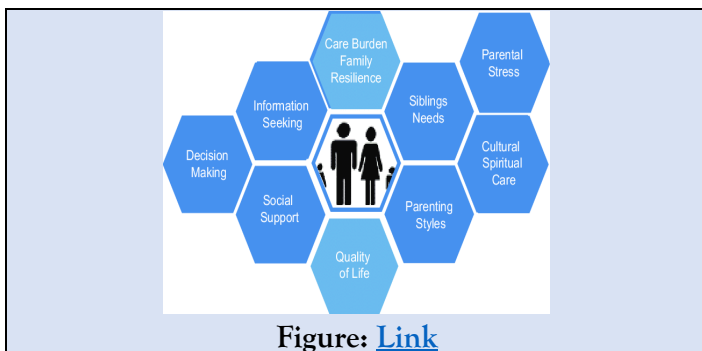 Care Burden
Family
Resilience
Parental
Stress
Information
Seeking
Siblings
Needs
Decision
Making
Cultural
Spiritual
Care
Social
Support
Parenting
Styles
Quality
of Life
Figure: Link